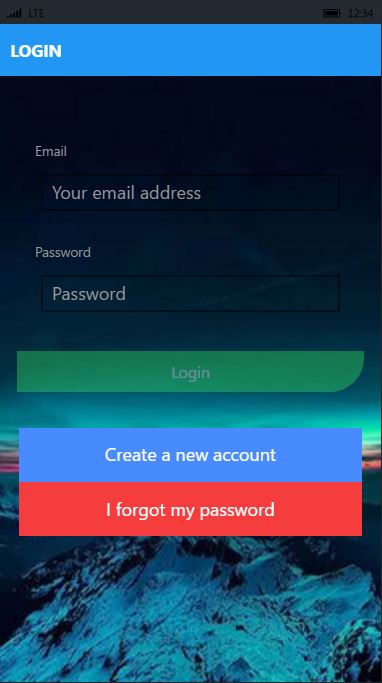 LTE 12:34
LOGIN
Email
Your email address
Password
Password
Login
Create a new account
I forgot my password